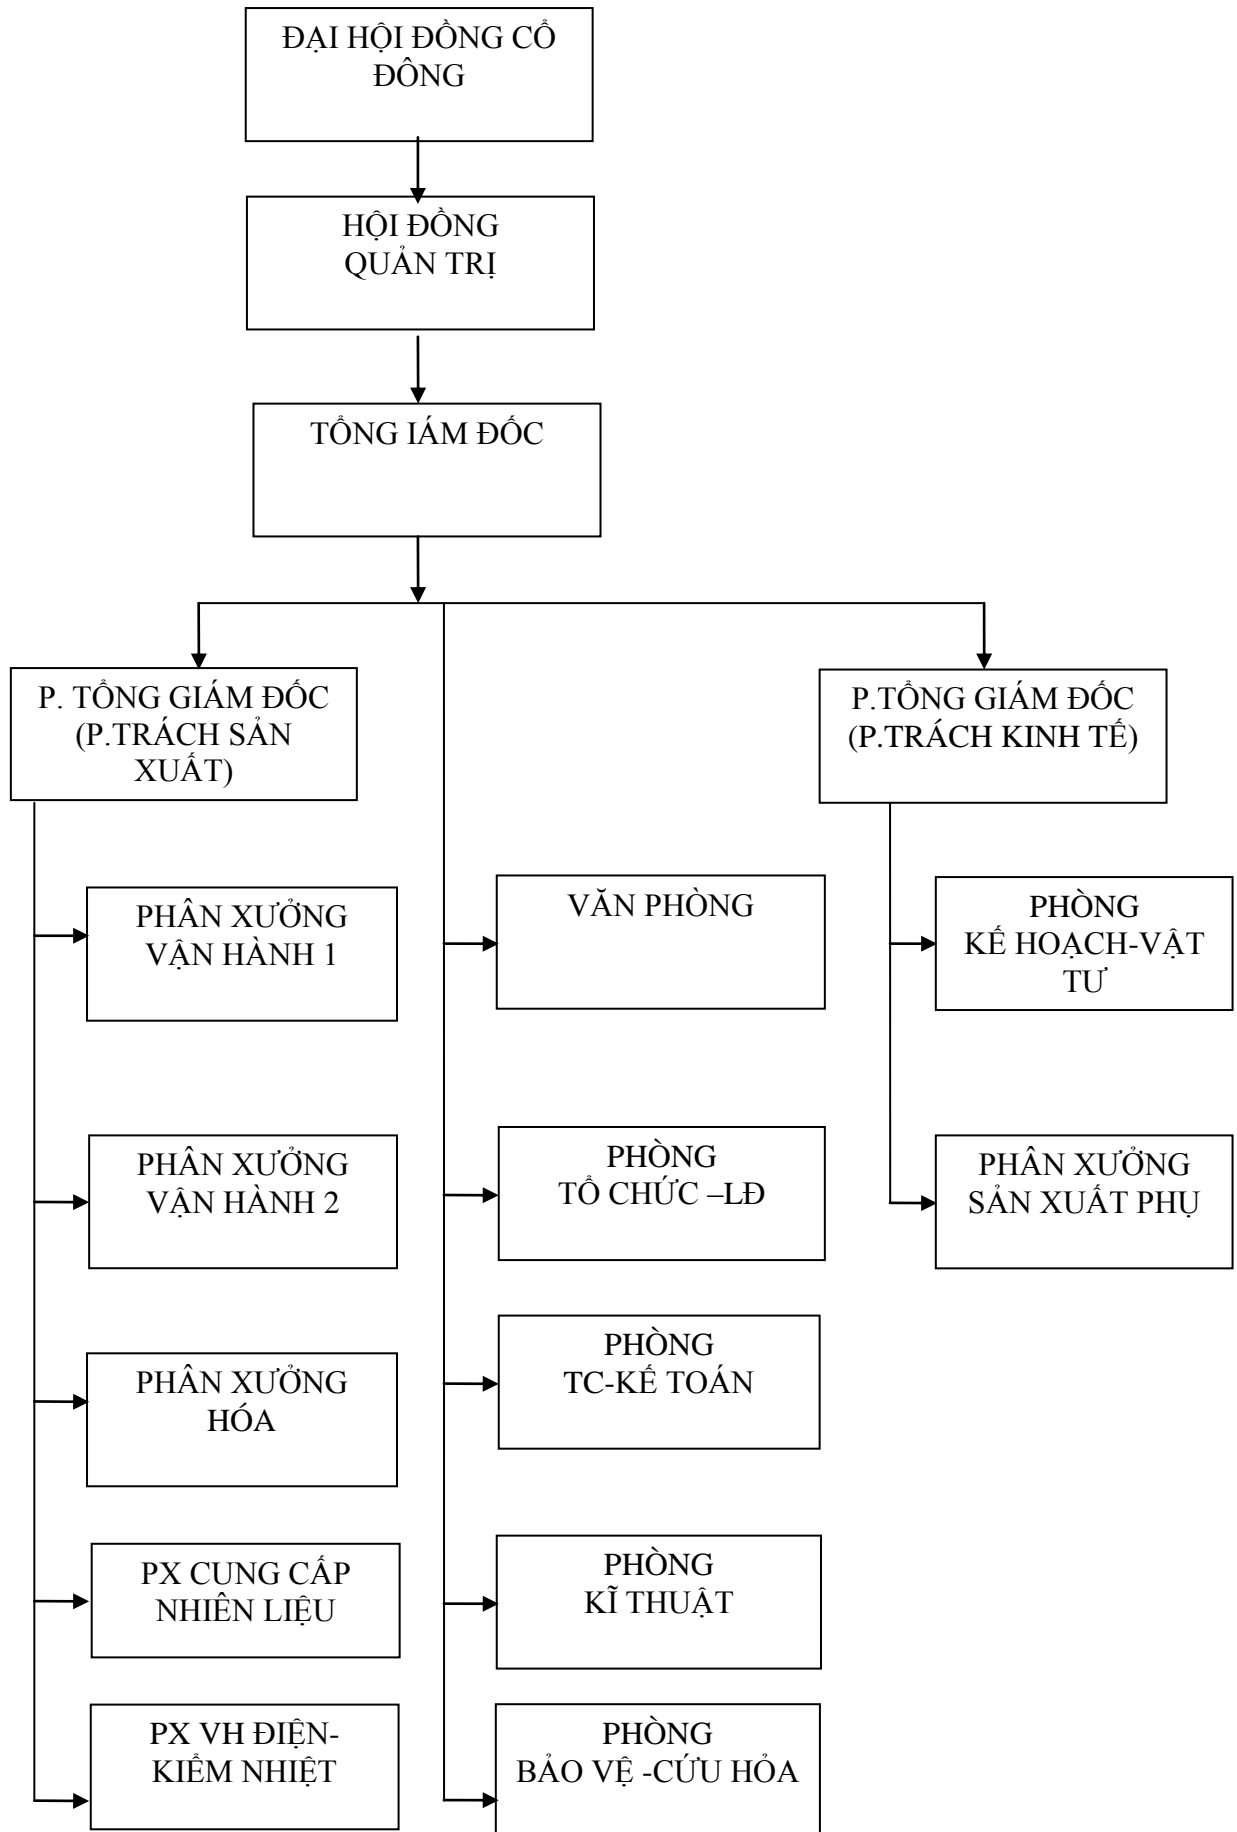 ĐẠI HỘI ĐỒNG CỔ
ĐÔNG
HỘI ĐỒNG
QUẢN TRỊ
TỔNG IÁM ĐỐC
P. TỔNG GIÁM ĐỐC
(P.TRÁCH SẢN
XUẤT)
P.TỔNG GIÁM ĐỐC
(P.TRÁCH KINH TẾ)
PHÂN XƯỞNG
VẬN HÀNH 1
VĂN PHÒNG
PHÒNG
KẾ HOẠCH-VẬT
TƯ
PHÂN XƯỞNG
VẬN HÀNH 2
PHÒNG
TỔ CHỨC –LĐ
PHÂN XƯỞNG
SẢN XUẤT PHỤ
PHÂN XƯỞNG
HÓA
PHÒNG
TC-KẾ TOÁN
PX CUNG CẤP
NHIÊN LIỆU
PHÒNG
KĨ THUẬT
PX VH ĐIỆN-
KIỂM NHIỆT
PHÒNG
BẢO VỆ -CỨU HỎA